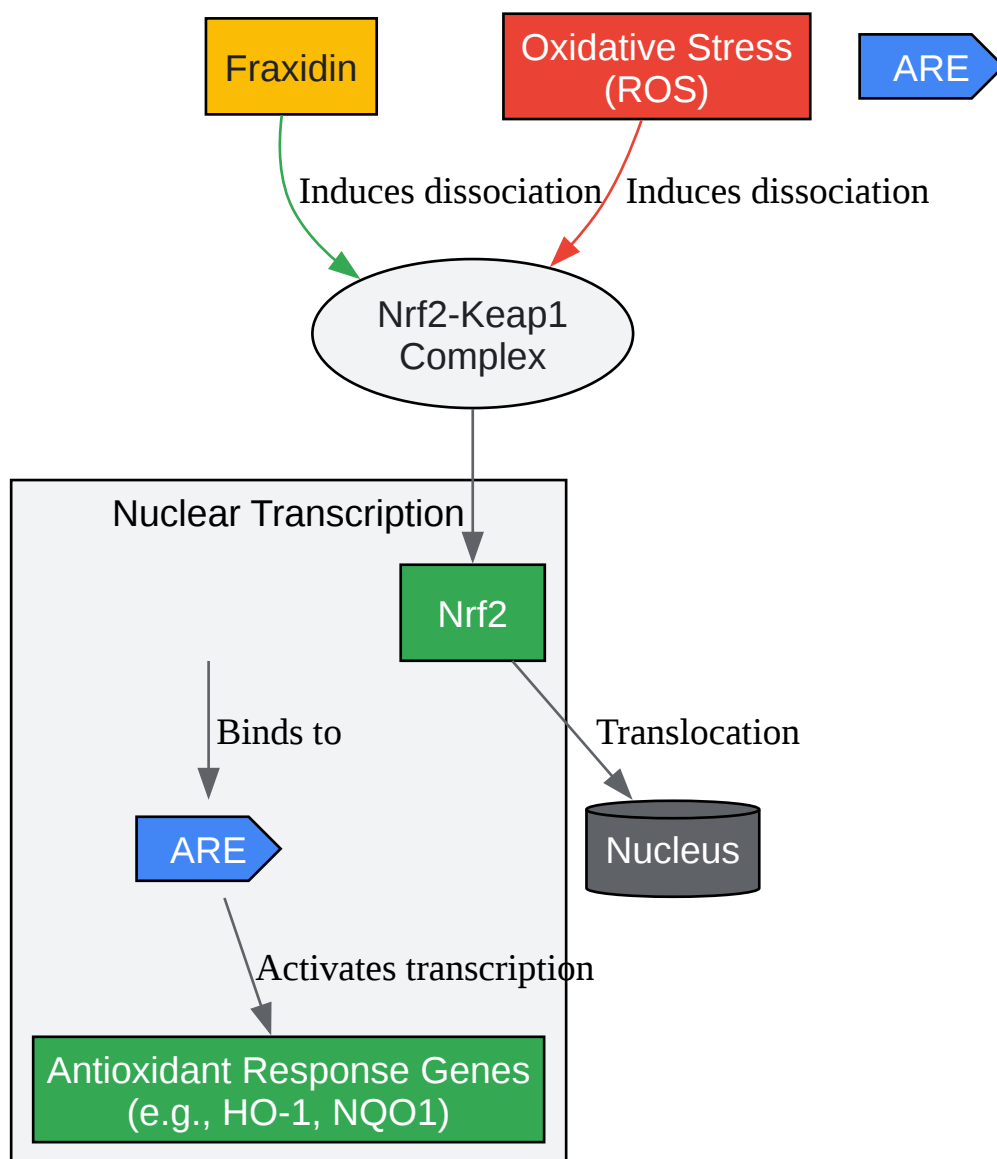 Fraxidin
Oxidative Stress
(ROS)
ARE
Induces dissociation
Induces dissociation
Nrf2-Keap1
Complex
Nuclear Transcription
Nrf2
Binds to
Translocation
ARE
Nucleus
Activates transcription
Antioxidant Response Genes
(e.g., HO-1, NQO1)